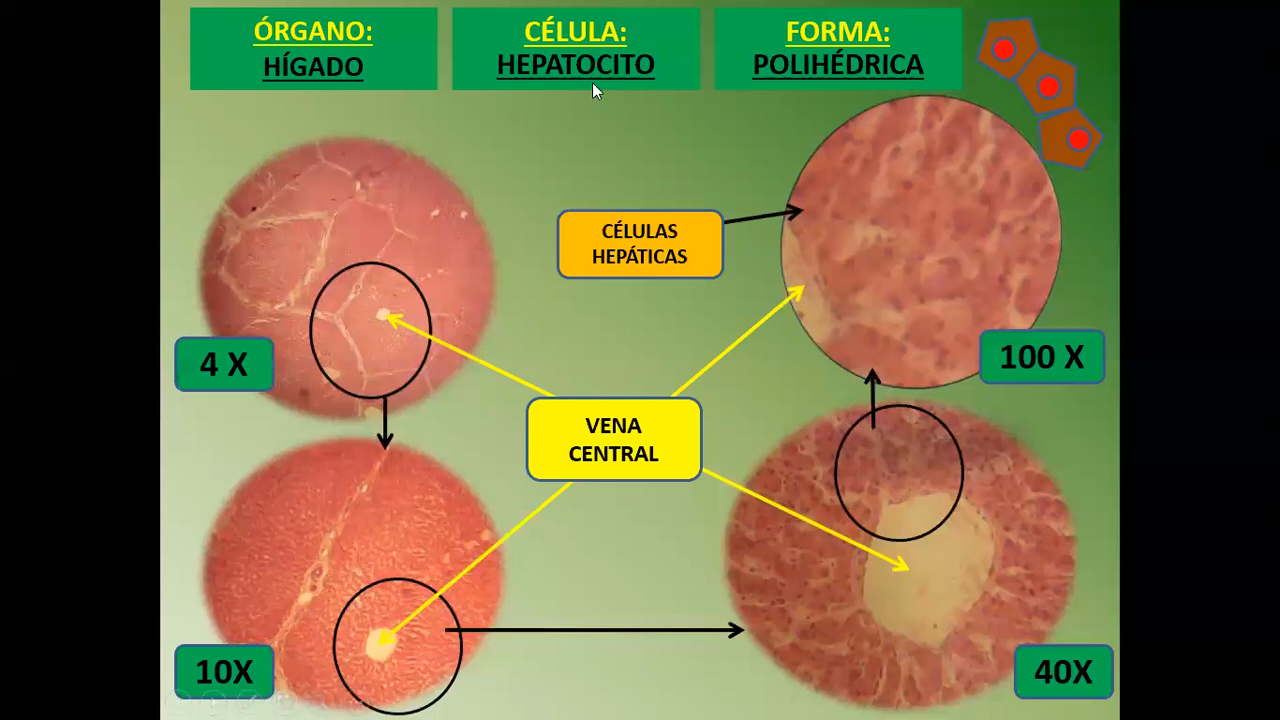 ÓRGANO:
HÍGADO
CÉLULA:
HEPATOCITO
FORMA:
POLIHÉDRICA
CÉLULAS
HEPÁTICAS
4 X
100 X
VENA
CENTRAL
10X
40X